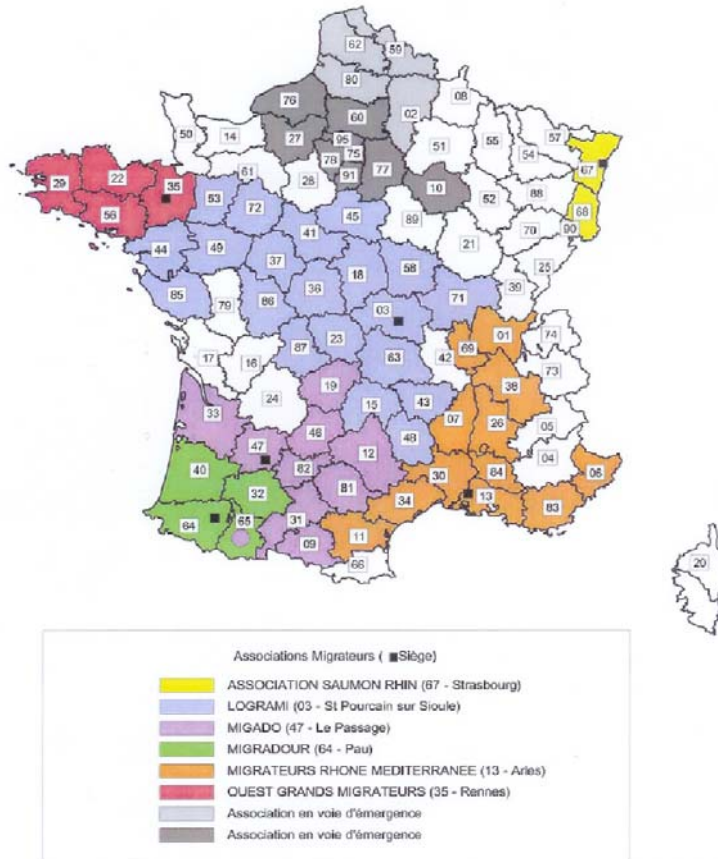 62 59
80
76 08
02
50 14 27 60
95
75 51 55 57
78 54 67
61 91 77
29 22 35 28 10 88 68
53 72 52
56 45 89 70 90
41
44 49 37 58 21 25
18
85 79 86 36 71 39
03
23 01 74
17 87 63 42 69
16 73
19 38
24 15 43
33 07 26 05
46 48
47 12 04
82 30 84 06
40 32 81
34 13 83
64 65 31
09 11
66 20
Associations Migrateurs ( ■Siège)
ASSOCIATION SAUMON RHIN (67 - Strasbourg)
LOGRAMI (03 - St Pourcain sur Sioule)
MIGADO (47 - Le Passage)
MIGRADOUR (64 - Pau)
MIGRATEURS RHONE MEDITERRANEE (13 - Arles)
OUEST GRANDS MIGRATEURS (35 - Rennes)
Association en voie d'émergence
Association en voie d'émergence